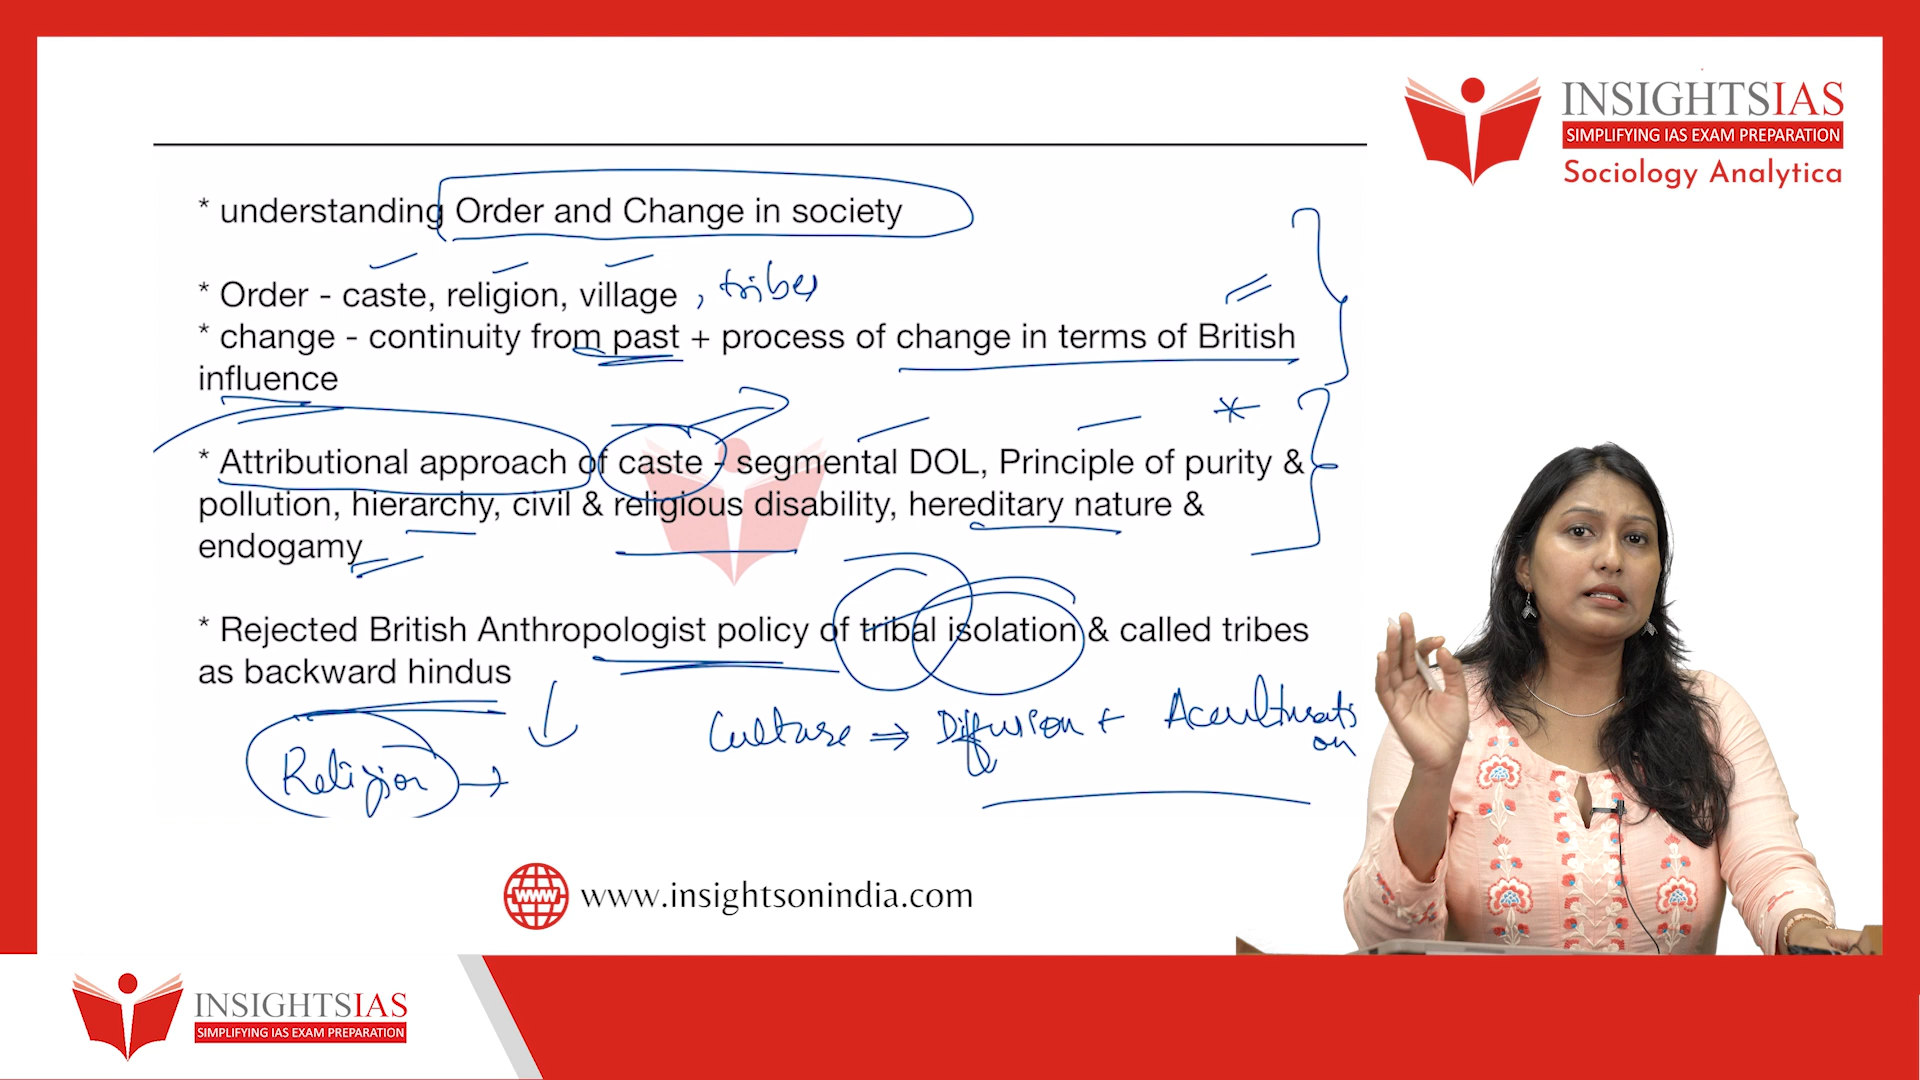 INSIGHTSIAS
SIMPLIFYING IAS EXAM PREPARATION
Sociology Analytica
* understanding Order and Change in society
* Order - caste, religion, village , tribes
* change - continuity from past + process of change in terms of British
influence
* Attributional approach of caste - segmental DOL, Principle of purity &
pollution, hierarchy, civil & religious disability, hereditary nature &
endogamy
* Rejected British Anthropologist policy of tribal isolation & called tribes
as backward hindus
Culture ⇒ Diffusion + Acculturati
on
Religion →
www
www.insightsonindia.com
INSIGHTSIAS
SIMPLIFYING IAS EXAM PREPARATION